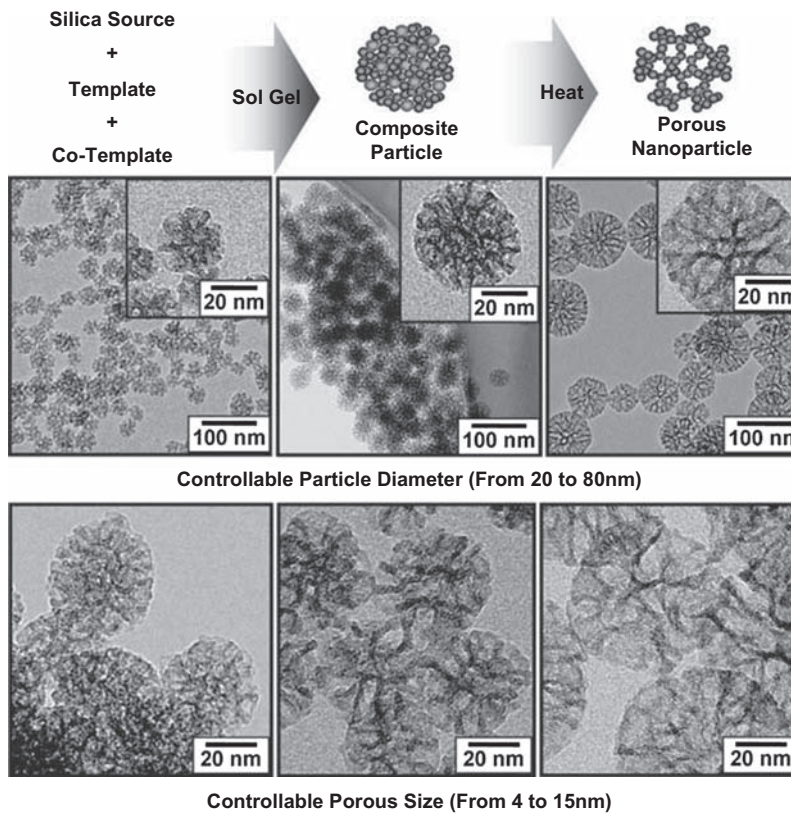 Silica Source
+
Template
+
Co-Template
Sol Gel
Composite
Particle
Heat
Porous
Nanoparticle
20 nm
100 nm
20 nm
100 nm
20 nm
100 nm
Controllable Particle Diameter (From 20 to 80nm)
20 nm
20 nm
20 nm
Controllable Porous Size (From 4 to 15nm)